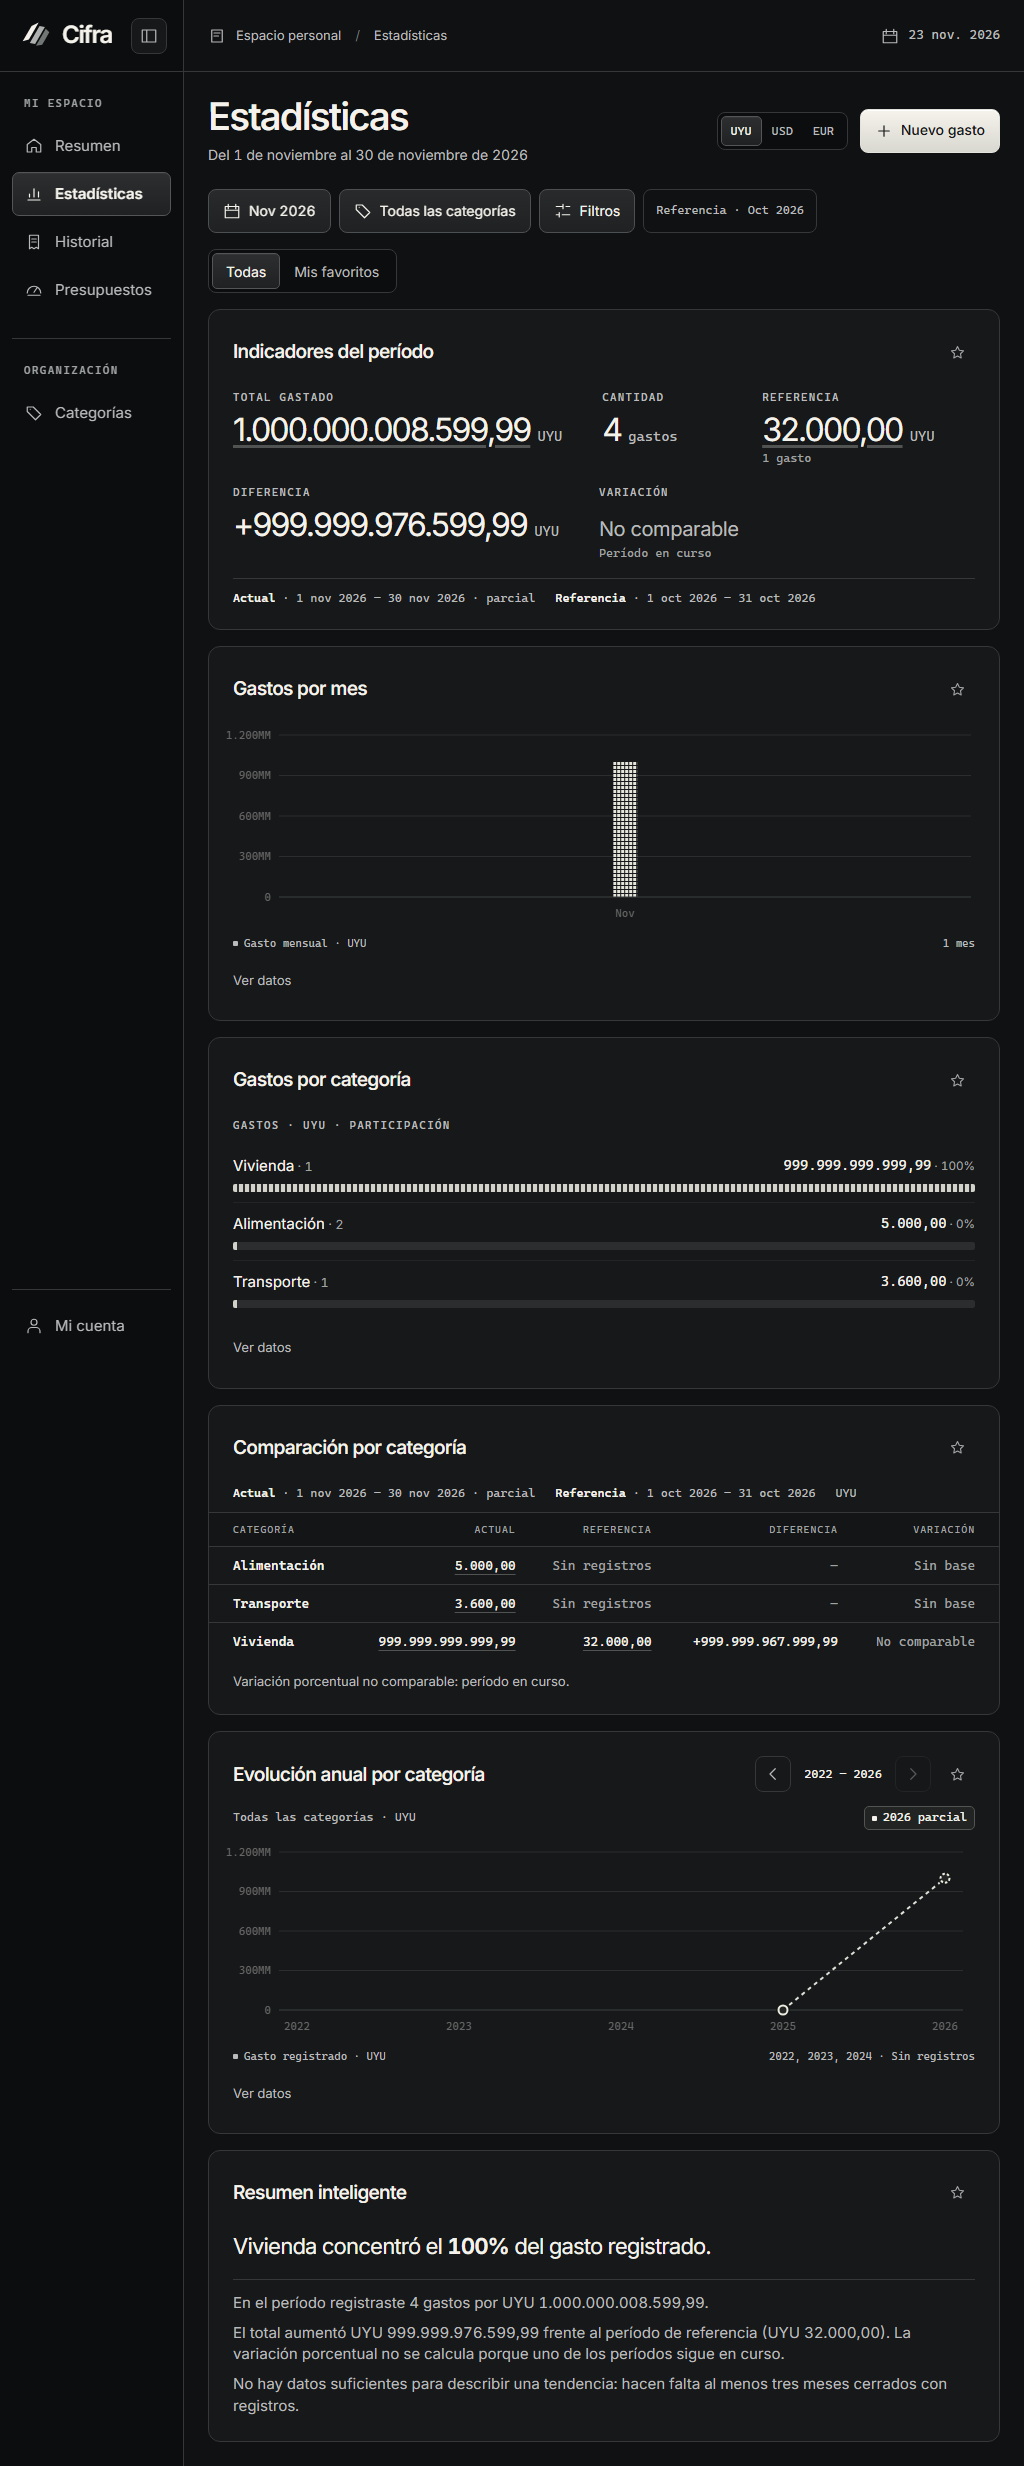 Cifra
Espacio personal / Estadísticas
23 nov. 2026
MI ESPACIO
Resumen
Estadísticas
Historial
Presupuestos
ORGANIZACIÓN
Categorías
Mi cuenta
Estadísticas
Del 1 de noviembre al 30 de noviembre de 2026
UYU USD EUR
Nuevo gasto
Nov 2026
Todas las categorías
Filtros
Referencia · Oct 2026
Todas
Mis favoritos
Indicadores del período
TOTAL GASTADO
1.000.000.008.599,99 UYU
CANTIDAD
4 gastos
REFERENCIA
32.000,00 UYU
1 gasto
DIFERENCIA
+999.999.976.599,99 UYU
VARIACIÓN
No comparable
Período en curso
Actual · 1 nov 2026 – 30 nov 2026 · parcial Referencia · 1 oct 2026 – 31 oct 2026
Gastos por mes
1.200MM
900MM
600MM
300MM
0
Nov
Gasto mensual · UYU
1 mes
Ver datos
Gastos por categoría
GASTOS · UYU · PARTICIPACIÓN
Vivienda · 1 999.999.999.999,99 · 100%
Alimentación · 2 5.000,00 · 0%
Transporte · 1 3.600,00 · 0%
Ver datos
Comparación por categoría
Actual · 1 nov 2026 – 30 nov 2026 · parcial Referencia · 1 oct 2026 – 31 oct 2026 UYU
CATEGORÍA ACTUAL REFERENCIA DIFERENCIA VARIACIÓN
Alimentación 5.000,00 Sin registros – Sin base
Transporte 3.600,00 Sin registros – Sin base
Vivienda 999.999.999.999,99 32.000,00 +999.999.967.999,99 No comparable
Variación porcentual no comparable: período en curso.
Evolución anual por categoría
2022 – 2026
Todas las categorías · UYU
2026 parcial
1.200MM
900MM
600MM
300MM
0
2022 2023 2024 2025 2026
Gasto registrado · UYU
2022, 2023, 2024 · Sin registros
Ver datos
Resumen inteligente
Vivienda concentró el 100% del gasto registrado.
En el período registraste 4 gastos por UYU 1.000.000.008.599,99.
El total aumentó UYU 999.999.976.599,99 frente al período de referencia (UYU 32.000,00). La
variación porcentual no se calcula porque uno de los períodos sigue en curso.
No hay datos suficientes para describir una tendencia: hacen falta al menos tres meses cerrados con
registros.